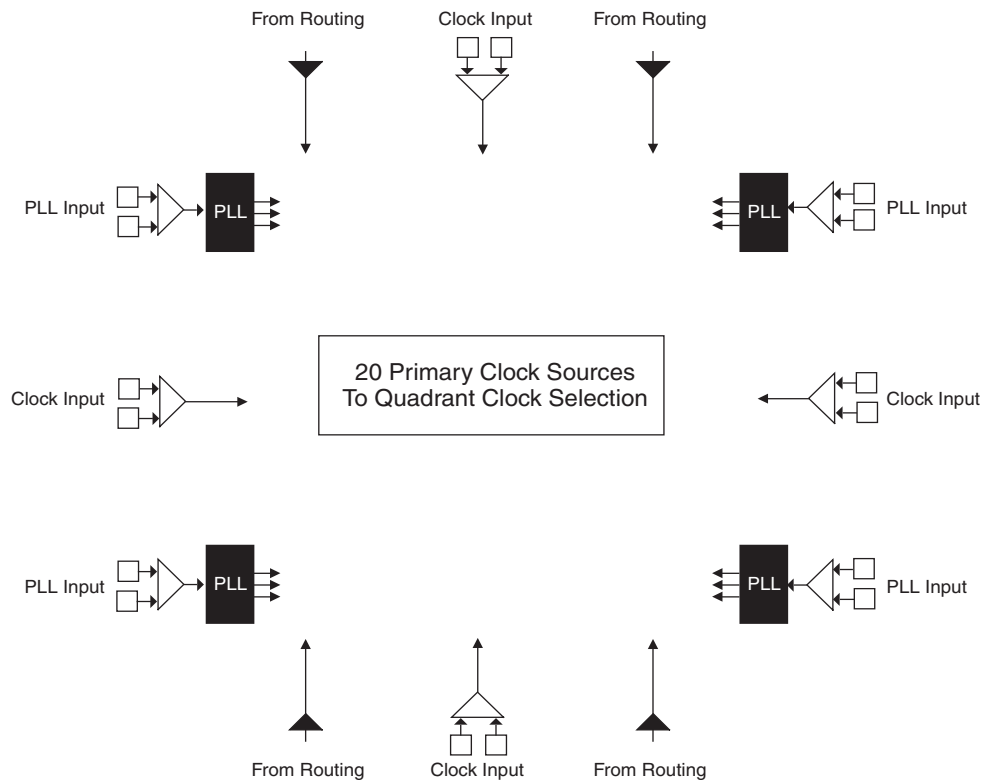 From Routing
Clock Input
From Routing
PLL Input
PLL
PLL
PLL Input
20 Primary Clock Sources
To Quadrant Clock Selection
Clock Input
Clock Input
PLL Input
PLL
PLL
PLL Input
From Routing
Clock Input
From Routing